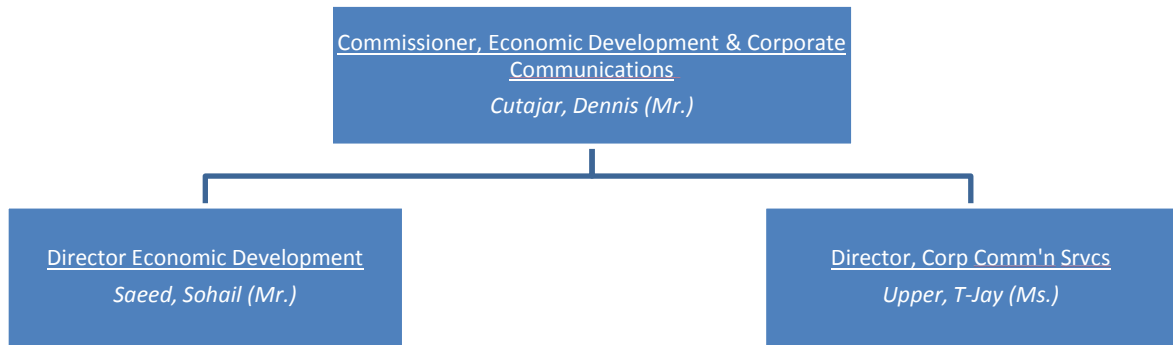 Commissioner, Economic Development & Corporate
Communications
Cutajar, Dennis (Mr.)
Director Economic Development
Saeed, Sohail (Mr.)
Director, Corp Comm'n Srvcs
Upper, T-Jay (Ms.)